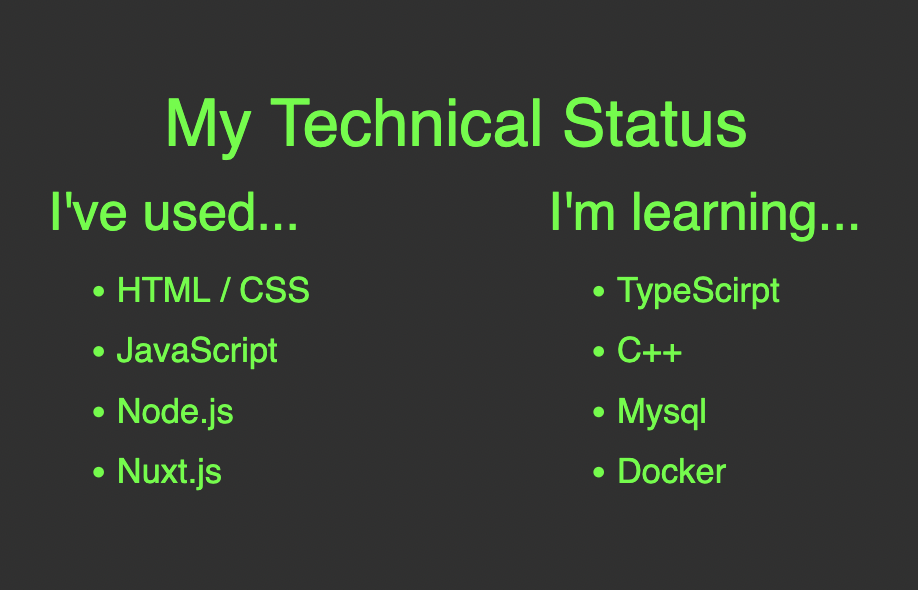 My Technical Status
I've used...
• HTML / CSS
• JavaScript
• Node.js
• Nuxt.js
I'm learning...
• TypeScirpt
• C++
• Mysql
• Docker